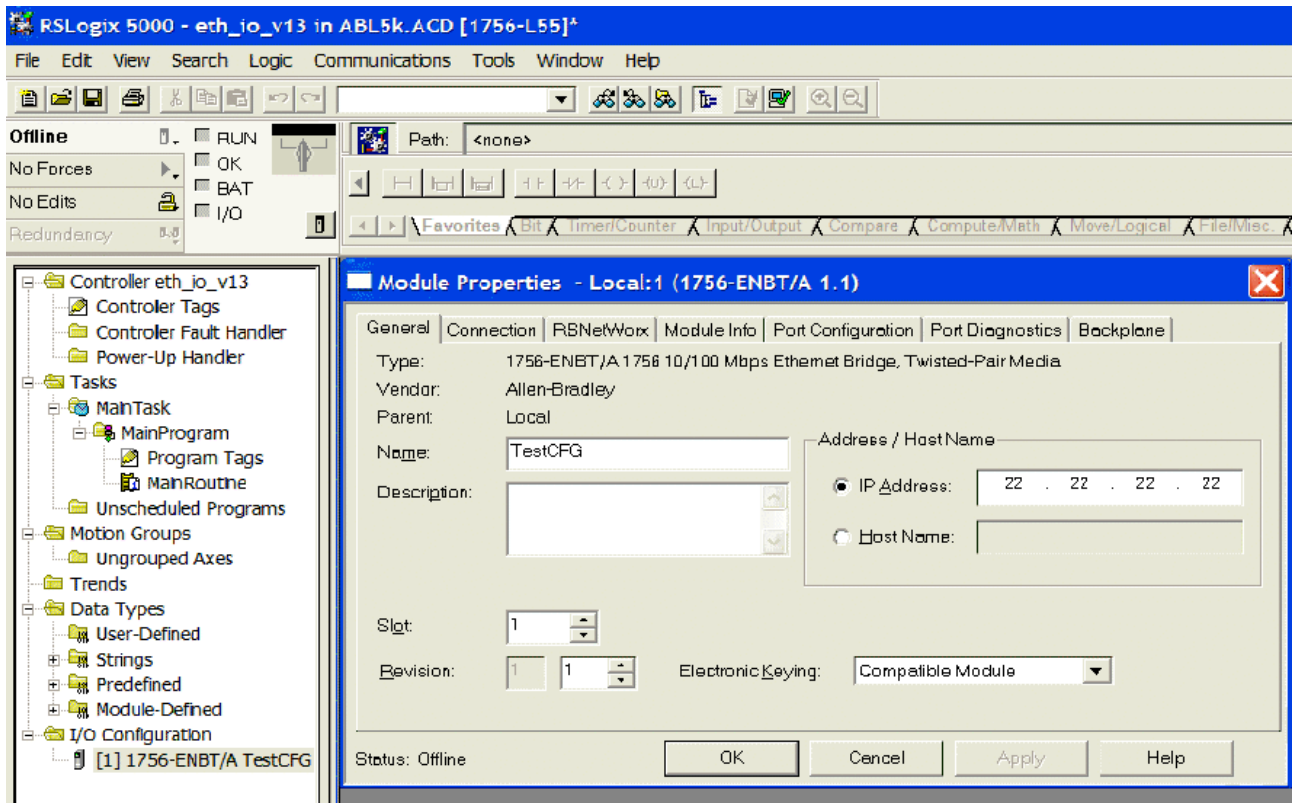 RSLogix 5000 - eth_io_v13 in ABL5k.ACD [1756-L55]*
File Edit View Search Logic Communications Tools Window Help
Offline
RUN
No Forces
OK
BAT
No Edits
I/O
Redundancy
Path: <none>
Favorites Bit Timer/Counter Input/Output Compare Compute/Math Move/Logical File/Misc.
Controller eth_io_v13
Controller Tags
Controller Fault Handler
Power-Up Handler
Tasks
MainTask
MainProgram
Program Tags
MainRoutine
Unscheduled Programs
Motion Groups
Ungrouped Axes
Trends
Data Types
User-Defined
Strings
Predefined
Module-Defined
I/O Configuration
[1] 1756-ENBT/A TestCFG
Module Properties - Local:1 (1756-ENBT/A 1.1)
General Connection RSNetWorx Module Info Port Configuration Port Diagnostics Backplane
Type: 1756-ENBT/A 1756 10/100 Mbps Ethernet Bridge, Twisted-Pair Media
Vendor: Allen-Bradley
Parent: Local
Name: TestCFG
Address / Host Name
Description:
IP Address: 22 . 22 . 22 . 22
Host Name:
Slot: 1
Revision: 1 1 Electronic Keying: Compatible Module
Status: Offline OK Cancel Apply Help